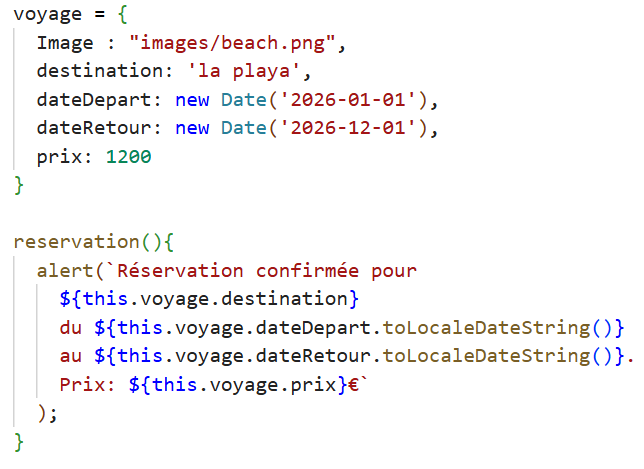 voyage = {
  Image : "images/beach.png",
  destination: 'la playa',
  dateDepart: new Date('2026-01-01'),
  dateRetour: new Date('2026-12-01'),
  prix: 1200
}

reservation(){
  alert(`Réservation confirmée pour
    ${this.voyage.destination}
    du ${this.voyage.dateDepart.toLocaleDateString()}
    au ${this.voyage.dateRetour.toLocaleDateString()}.
    Prix: ${this.voyage.prix}€`
  );
}